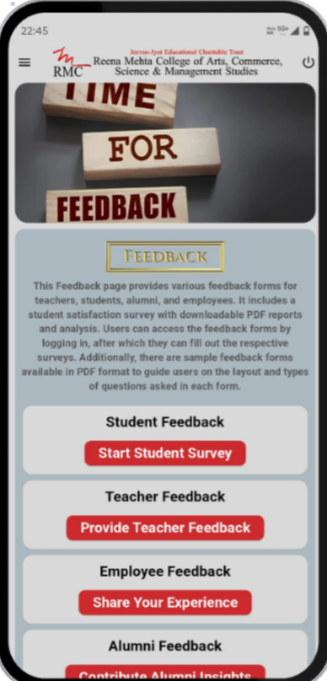 22:45
5G+
Jeevan-Jyot Educational Charitable Trust
RMC
Reena Mehta College of Arts, Commerce,
Science & Management Studies
TIME
FOR
FEEDBACK
FEEDBACK
This Feedback page provides various feedback forms for
teachers, students, alumni, and employees. It includes a
student satisfaction survey with downloadable PDF reports
and analysis. Users can access the feedback forms by
logging in, after which they can fill out the respective
surveys. Additionally, there are sample feedback forms
available in PDF format to guide users on the layout and types
of questions asked in each form.
Student Feedback
Start Student Survey
Teacher Feedback
Provide Teacher Feedback
Employee Feedback
Share Your Experience
Alumni Feedback
Contribute Alumni Insights